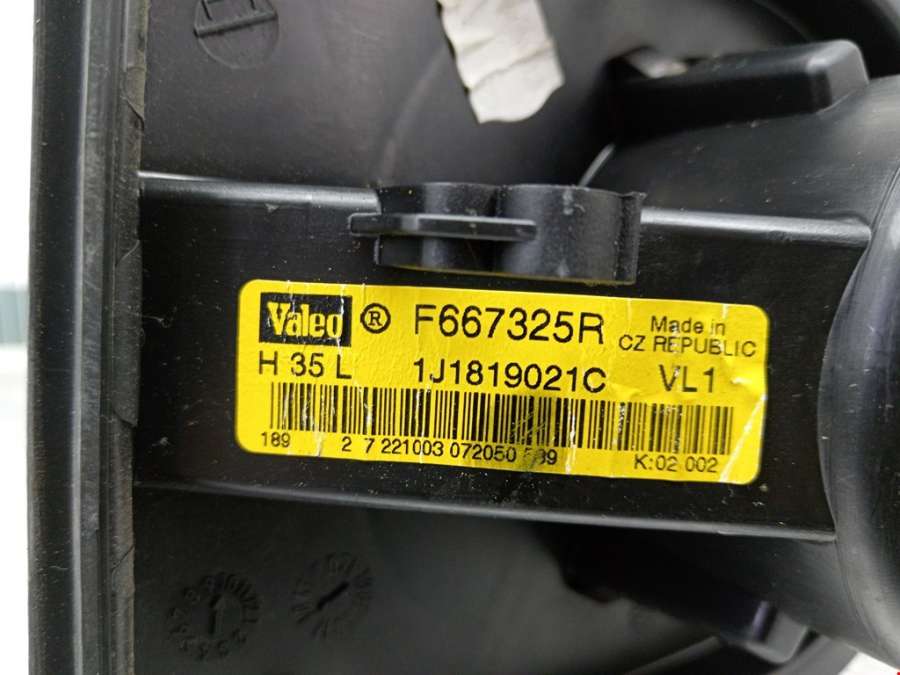 Valeo ® F667325R Made in
CZ REPUBLIC
H 35 L 1J1819021C VL1
189 2 7 221003 072050 K:02 002